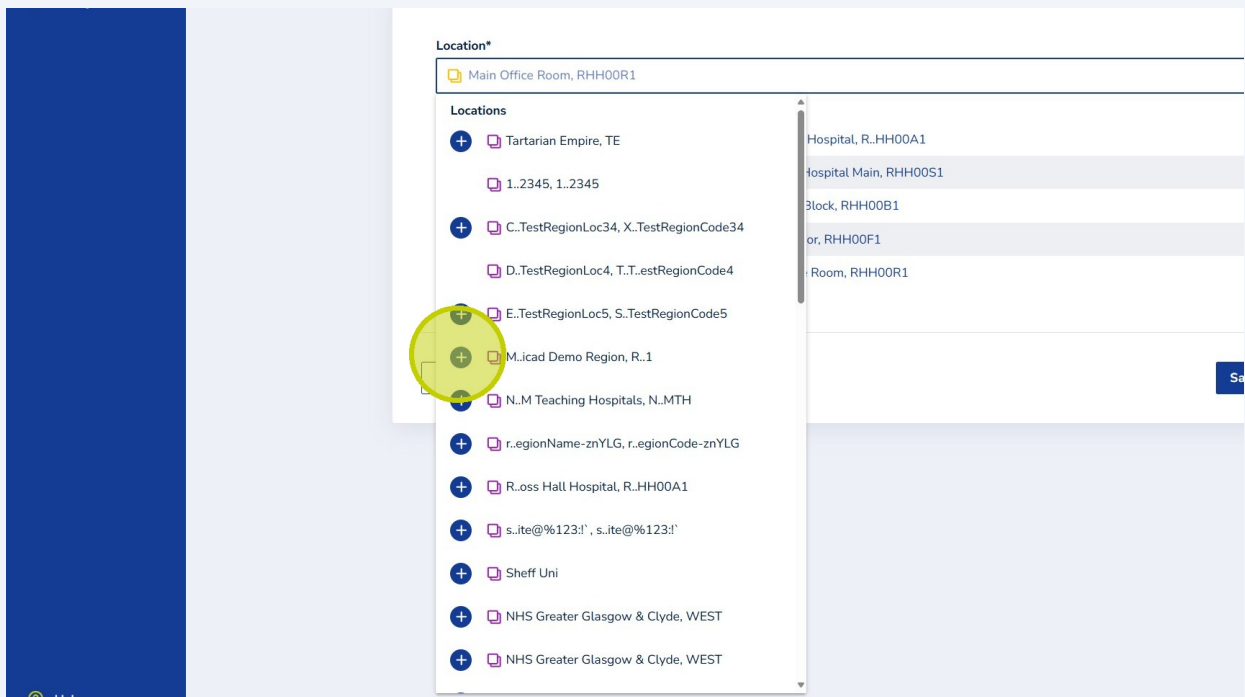 Location*
Main Office Room, RHH00R1
Locations
Tartarian Empire, TE
Hospital, R..HH00A1
Hospital Main, RHH00S1
1..2345, 1..2345
Block, RHH00B1
C..TestRegionLoc34, X..TestRegionCode34
or, RHH00F1
D..TestRegionLoc4, T..T..estRegionCode4
Room, RHH00R1
E..TestRegionLoc5, S..TestRegionCode5
M..icad Demo Region, R..1
Sa
N..M Teaching Hospitals, N..MTH
r..egionName-znYLG, r..egionCode-znYLG
R..oss Hall Hospital, R..HH00A1
s..ite@%123:!`, s..ite@%123:!`
Sheff Uni
NHS Greater Glasgow & Clyde, WEST
NHS Greater Glasgow & Clyde, WEST